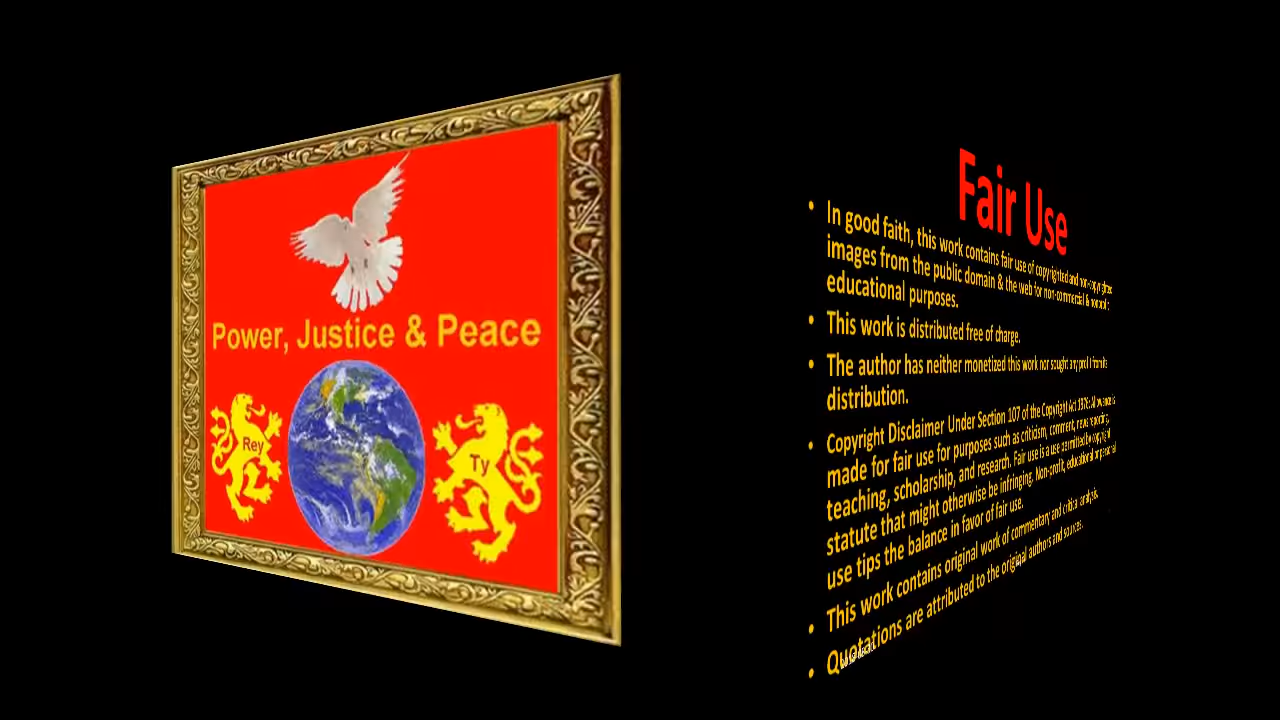 Power, Justice & Peace
Rey
Ty
Fair Use
• In good faith, this work contains fair use of copyrighted and non-copyrighted
images from the public domain & the web for non-commercial & nonprofit
educational purposes.
• This work is distributed free of charge.
• The author has neither monetized this work nor sought any profit from its
distribution.
• Copyright Disclaimer Under Section 107 of the Copyright Act 1976: Allowance is
made for fair use for purposes such as criticism, comment, news reporting,
teaching, scholarship, and research. Fair use is a use permitted by copyright
statute that might otherwise be infringing. Non-profit, educational or personal
use tips the balance in favor of fair use.
• This work contains original work of commentary and critical analysis.
• Quotations are attributed to the original authors and sources.